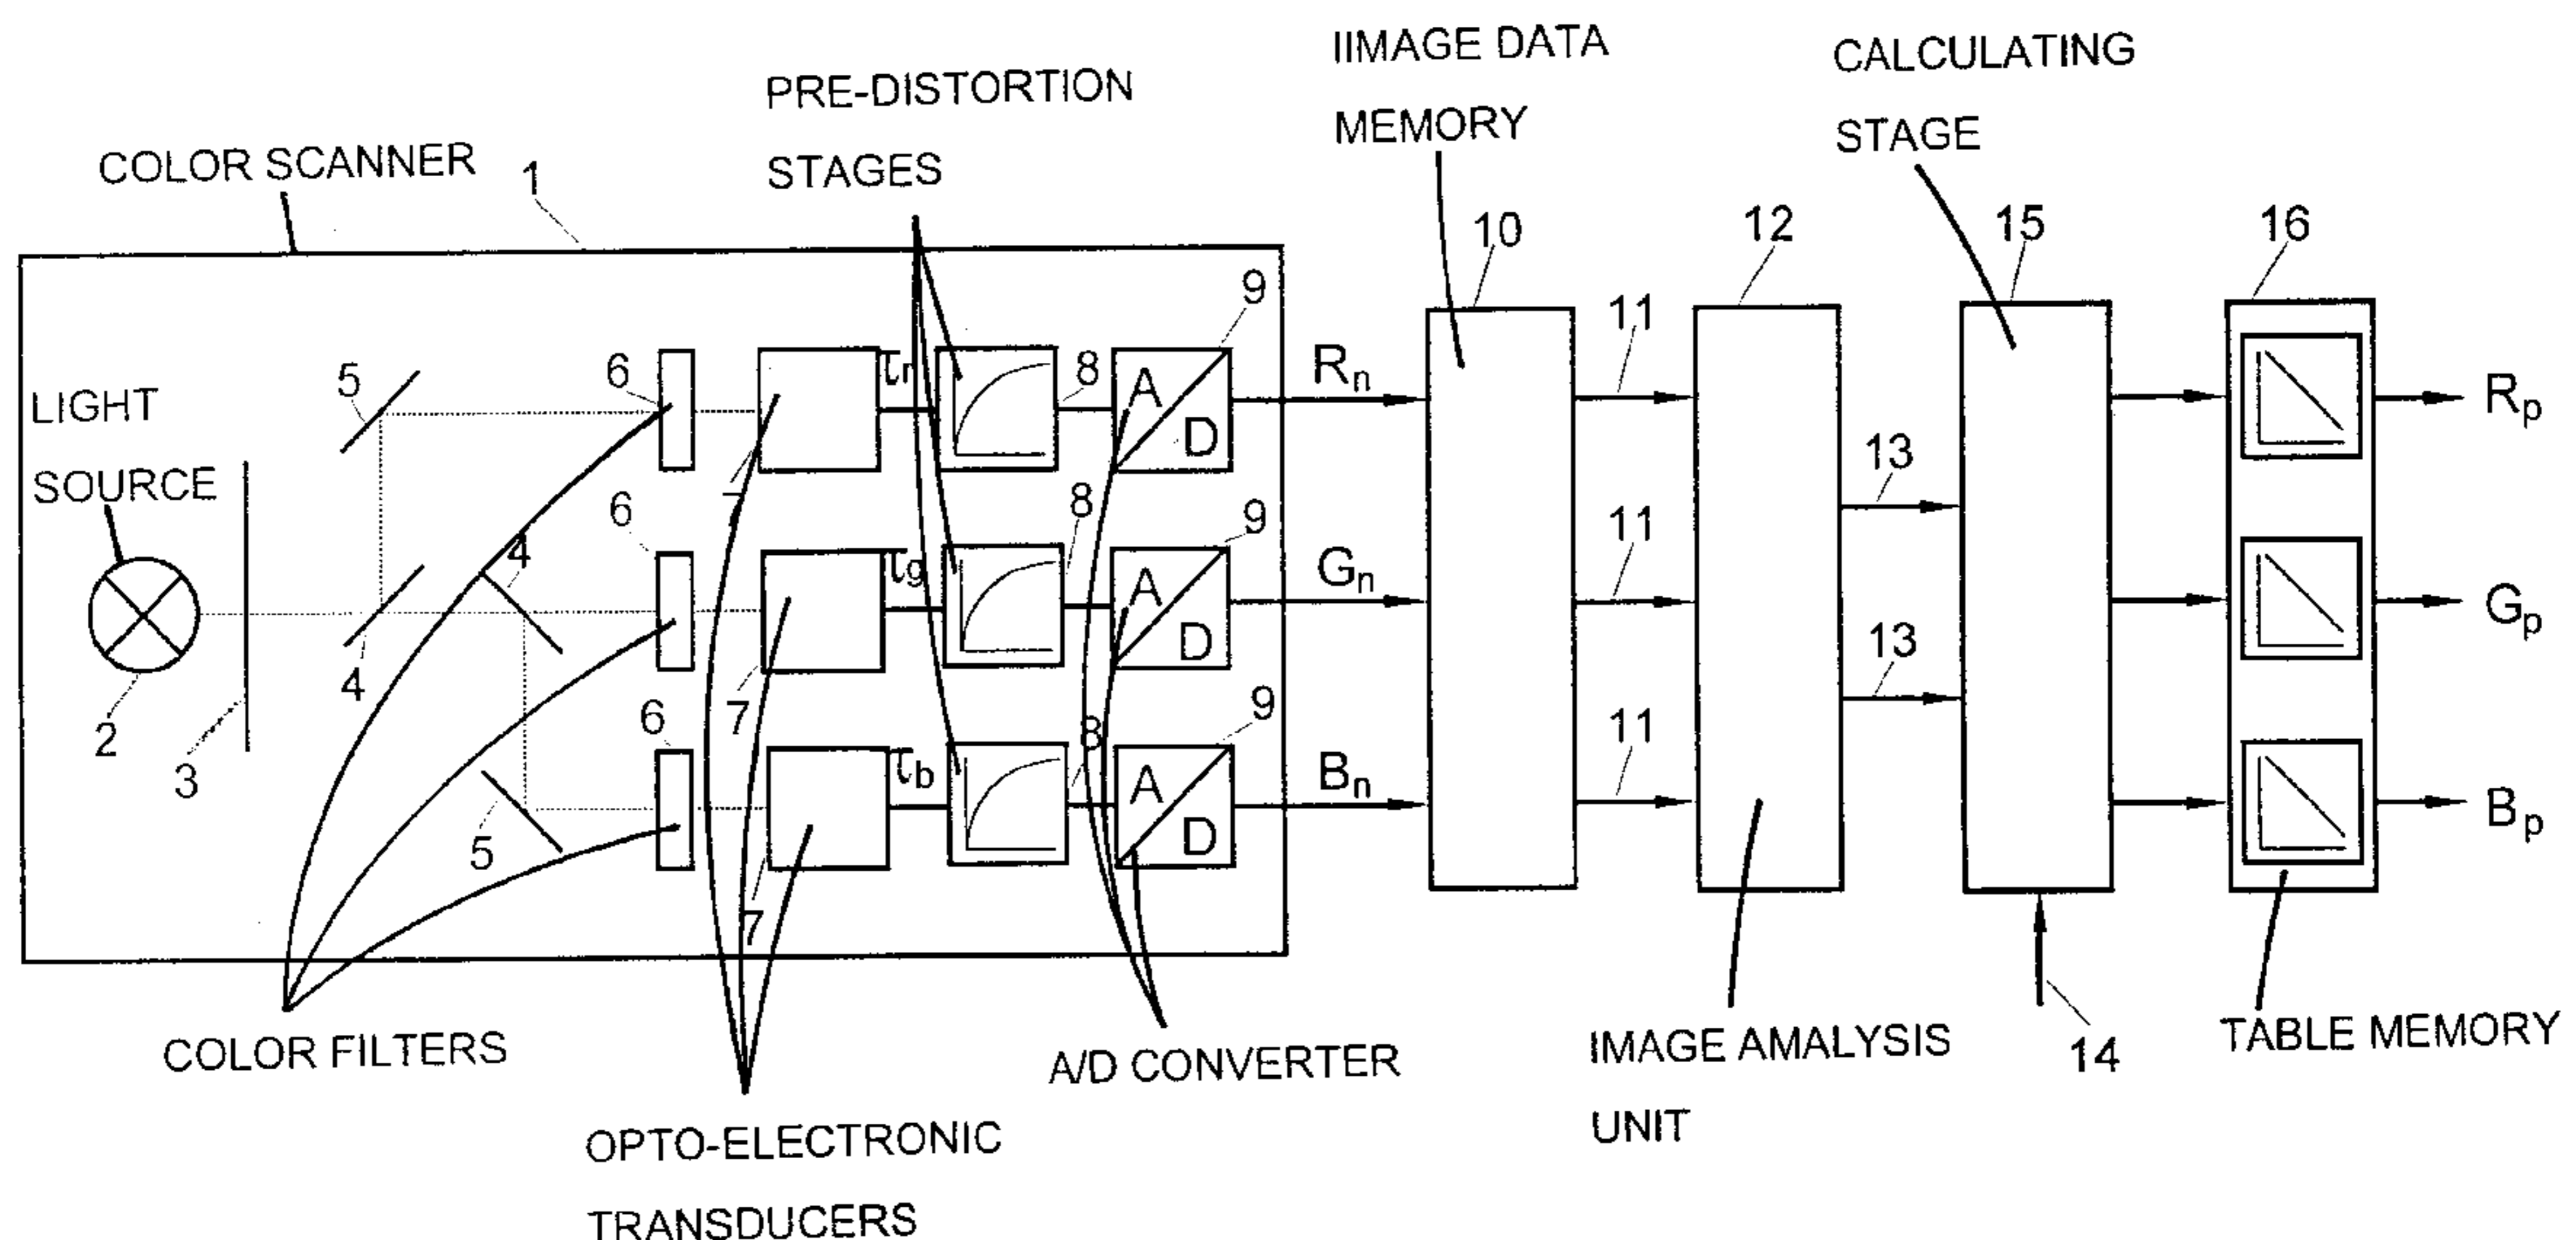 COLOR SCANNER
1
PRE-DISTORTION
STAGES
IIMAGE DATA
MEMORY
CALCULATING
STAGE
10
12
15
16
LIGHT
SOURCE
2
3
5
4
4
5
6
6
6
7
7
7
τr
τg
τb
8
8
8
9
9
9
A
D
A
D
A
D
Rn
Gn
Bn
11
11
11
13
13
14
Rp
Gp
Bp
COLOR FILTERS
OPTO-ELECTRONIC
TRANSDUCERS
A/D CONVERTER
IMAGE AMALYSIS
UNIT
TABLE MEMORY